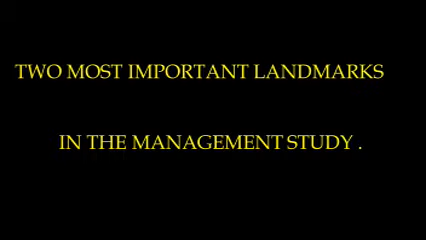 TWO MOST IMPORTANT LANDMARKS
IN THE MANAGEMENT STUDY .